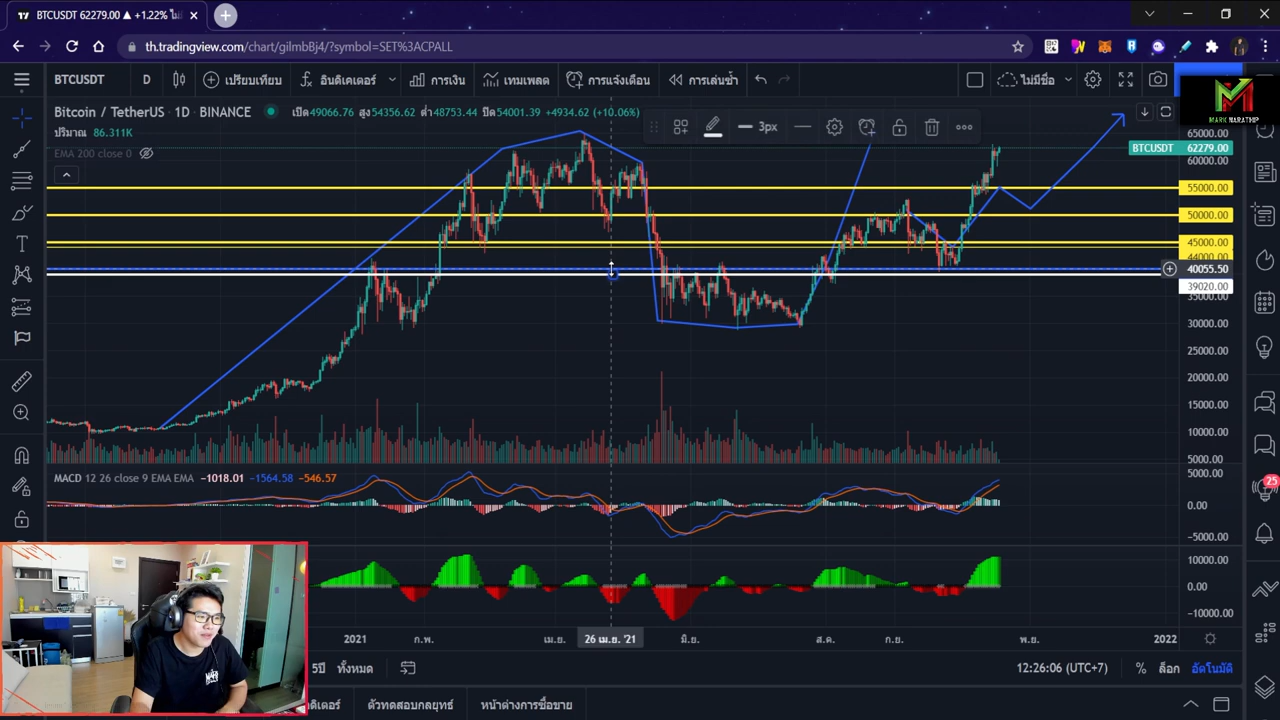 BTCUSDT 62279.00 ▲ +1.22% ไม่
th.tradingview.com/chart/gilmbBj4/?symbol=SET%3ACPALL
BTCUSDT D เปรียบเทียบ อินดิเคเตอร์ การเงิน เทมเพลต การแจ้งเตือน การเล่นซ้ำ ไม่มีชื่อ
MARK MARATHIP
Bitcoin / TetherUS · 1D · BINANCE เปิด49066.76 สูง54356.62 ต่ำ48753.44 ปิด54001.39 +4934.62 (+10.06%)
3px
ปริมาณ 86.311K
EMA 200 close 0
65000.00
BTCUSDT 62279.00
60000.00
55000.00
50000.00
45000.00
44000.00
40055.50
39020.00
35000.00
30000.00
25000.00
20000.00
15000.00
10000.00
5000.00
MACD 12 26 close 9 EMA EMA −1018.01 −1564.58 −546.57
5000.00
0.00
−5000.00
25
10000.00
0.00
−10000.00
2021 ก.พ. เม.ย. 26 เม.ย. '21 มิ.ย. ส.ค. ก.ย. พ.ย. 2022
5ปี ทั้งหมด 12:26:06 (UTC+7) % ล็อก อัตโนมัติ
ตัวทดสอบกลยุทธ์ หน้าต่างการซื้อขาย